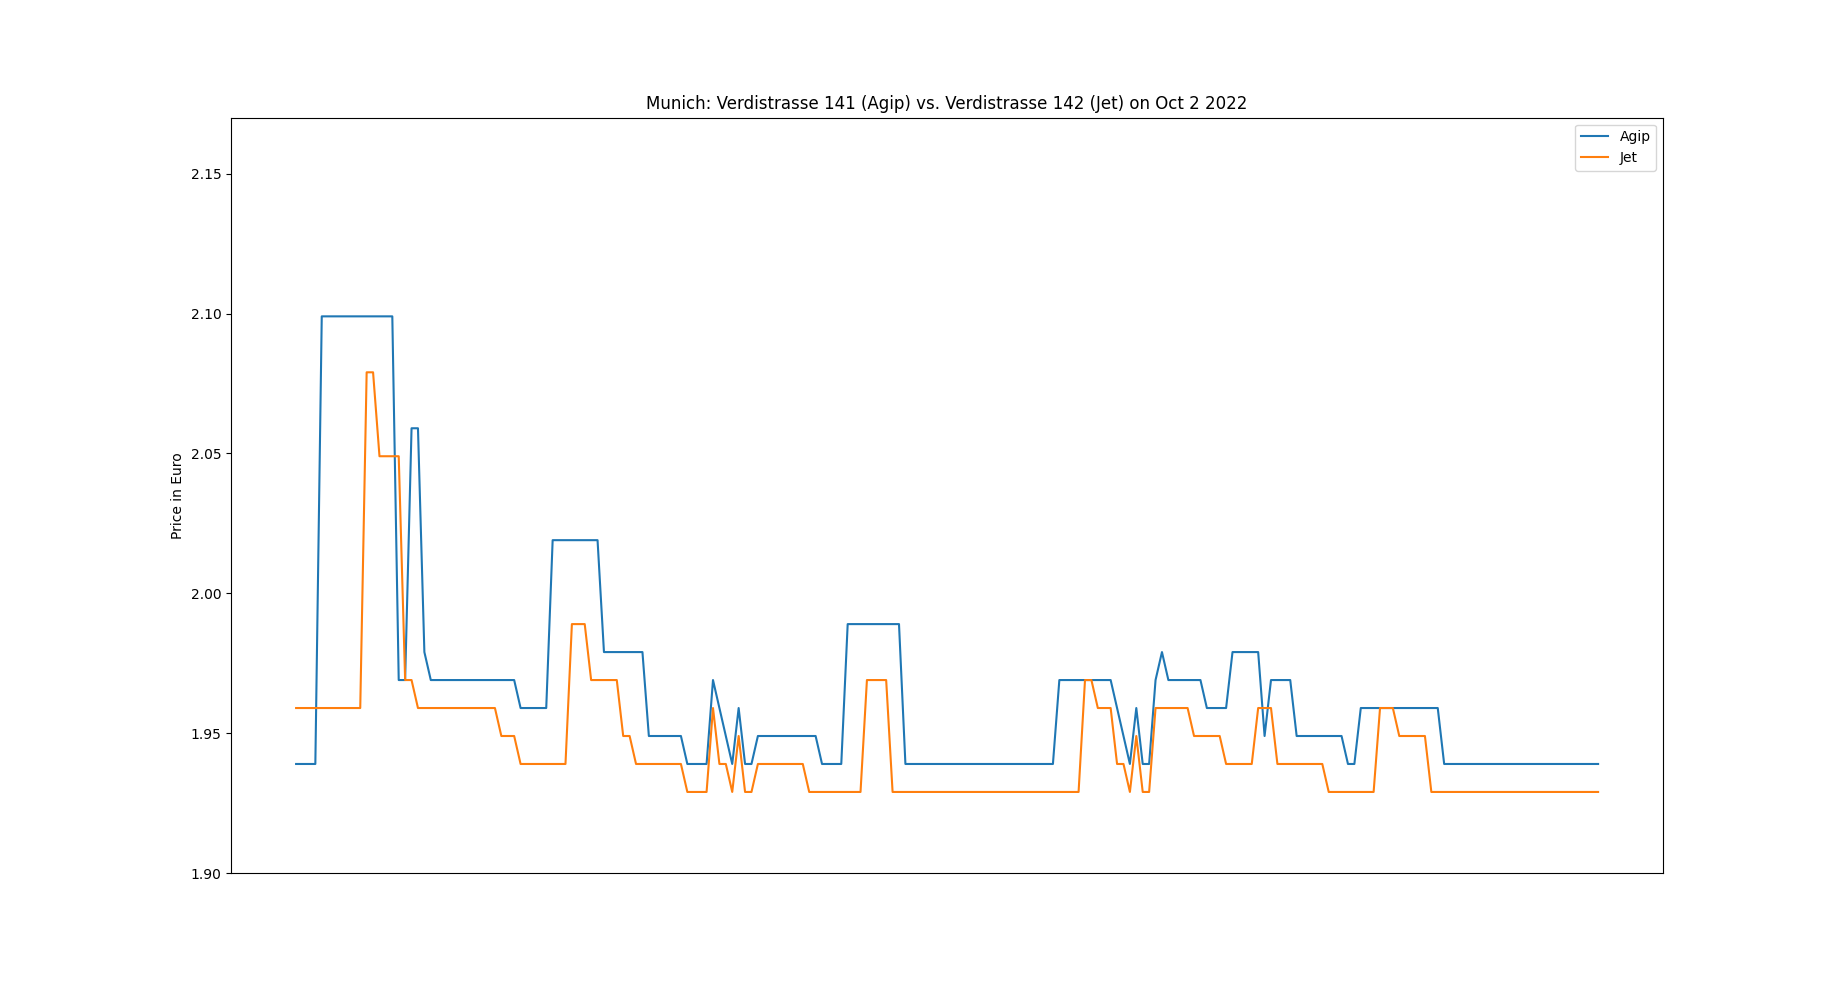 Munich: Verdistrasse 141 (Agip) vs. Verdistrasse 142 (Jet) on Oct 2 2022
Agip
Jet
2.15
2.10
2.05
2.00
1.95
1.90
Price in Euro